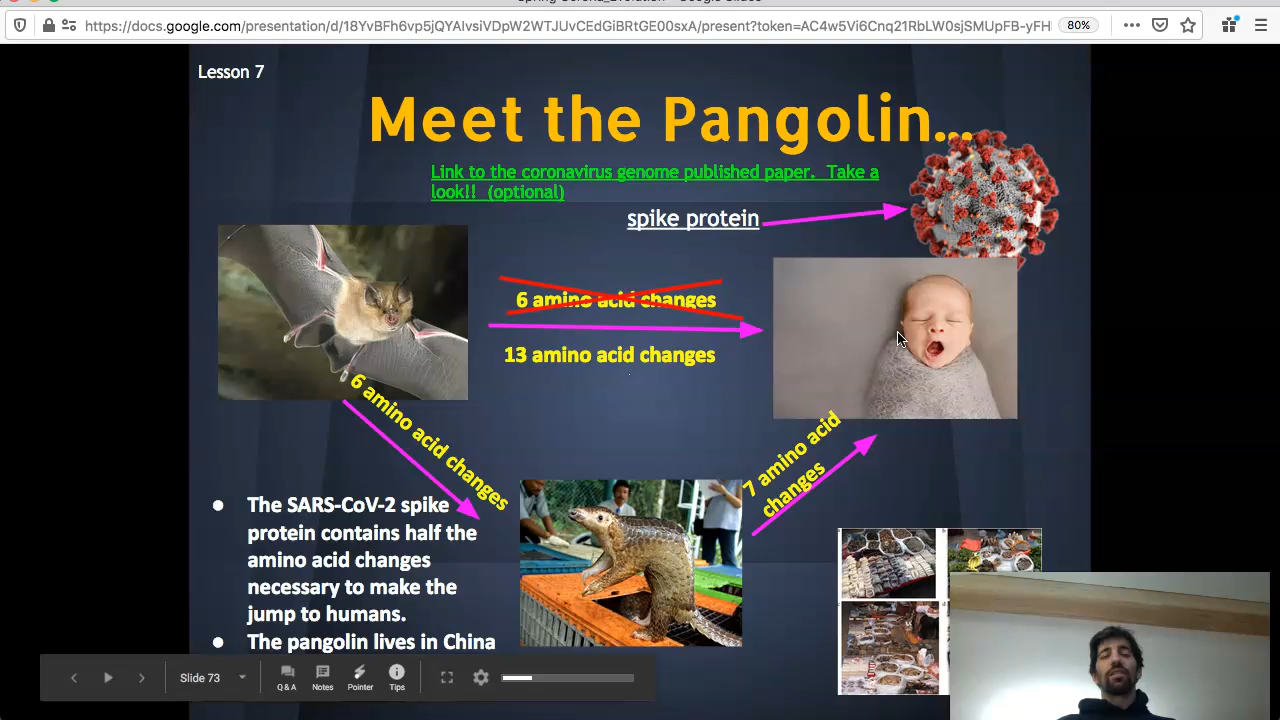 https://docs.google.com/presentation/d/18YvBFh6vp5jQYAIvsiVDpW2WTJUvCEdGiBRtGE00sxA/present?token=AC4w5Vi6Cnq21RbLW0sjSMUpFB-yFH
80%
Lesson 7
Meet the Pangolin...
Link to the coronavirus genome published paper. Take a
look!! (optional)
spike protein
6 amino acid changes
13 amino acid changes
6 amino acid changes
7 amino acid
changes
● The SARS-CoV-2 spike
protein contains half the
amino acid changes
necessary to make the
jump to humans.
● The pangolin lives in China
Slide 73
Q & A
Notes
Pointer
Tips